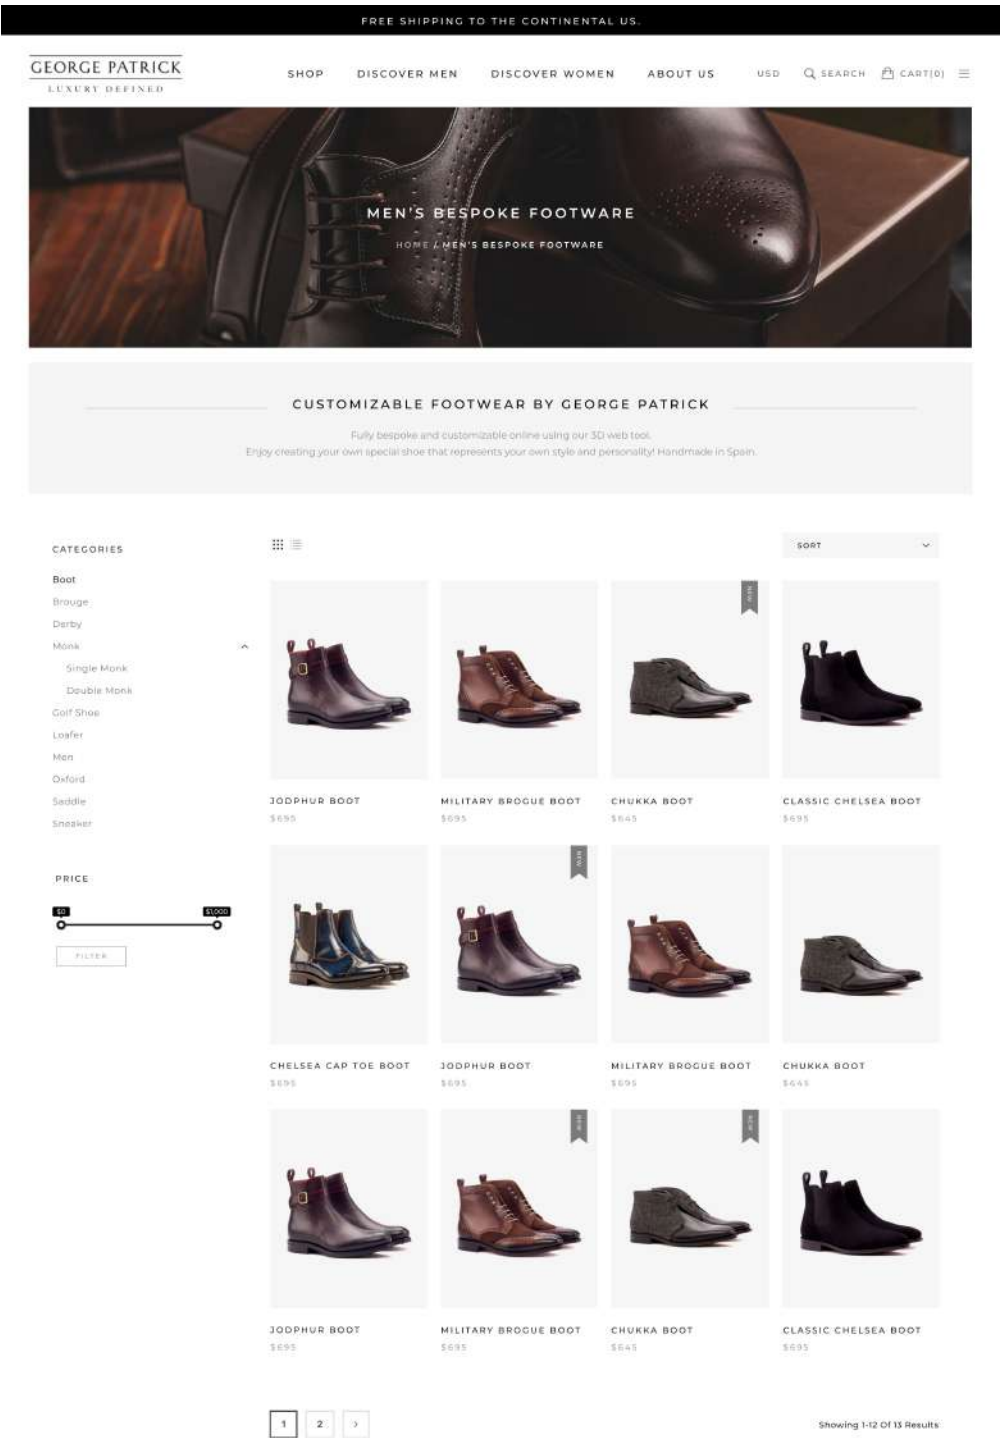 FREE SHIPPING TO THE CONTINENTAL US.
GEORGE PATRICK
LUXURY DEFINED
SHOP DISCOVER MEN DISCOVER WOMEN ABOUT US USD SEARCH CART(0)
MEN'S BESPOKE FOOTWARE
HOME / MEN'S BESPOKE FOOTWARE
CUSTOMIZABLE FOOTWEAR BY GEORGE PATRICK
Fully bespoke and customizable online using our 3D web tool.
Enjoy creating your own special shoe that represents your own style and personality! Handmade in Spain.
CATEGORIES
Boot
Brouge
Derby
Monk
Single Monk
Double Monk
Golf Shoe
Loafer
Men
Oxford
Saddle
Sneaker
PRICE
$0 $1,000
FILTER
SORT
NEW
JODPHUR BOOT MILITARY BROGUE BOOT CHUKKA BOOT CLASSIC CHELSEA BOOT
$695 $695 $645 $695
NEW
CHELSEA CAP TOE BOOT JODPHUR BOOT MILITARY BROGUE BOOT CHUKKA BOOT
$695 $695 $695 $645
NEW NEW
JODPHUR BOOT MILITARY BROGUE BOOT CHUKKA BOOT CLASSIC CHELSEA BOOT
$695 $695 $645 $695
1 2 >
Showing 1-12 Of 13 Results